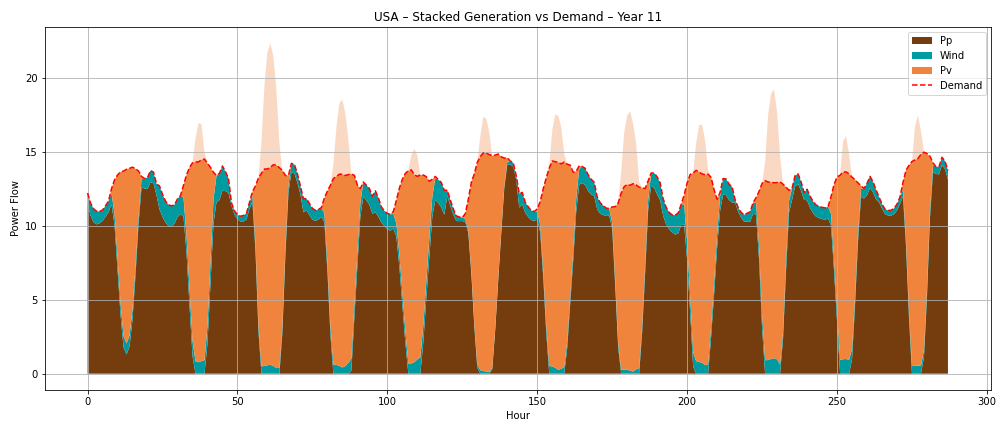 USA – Stacked Generation vs Demand – Year 11
Pp
Wind
Pv
Demand
Power Flow
20
15
10
5
0
0 50 100 150 200 250 300
Hour